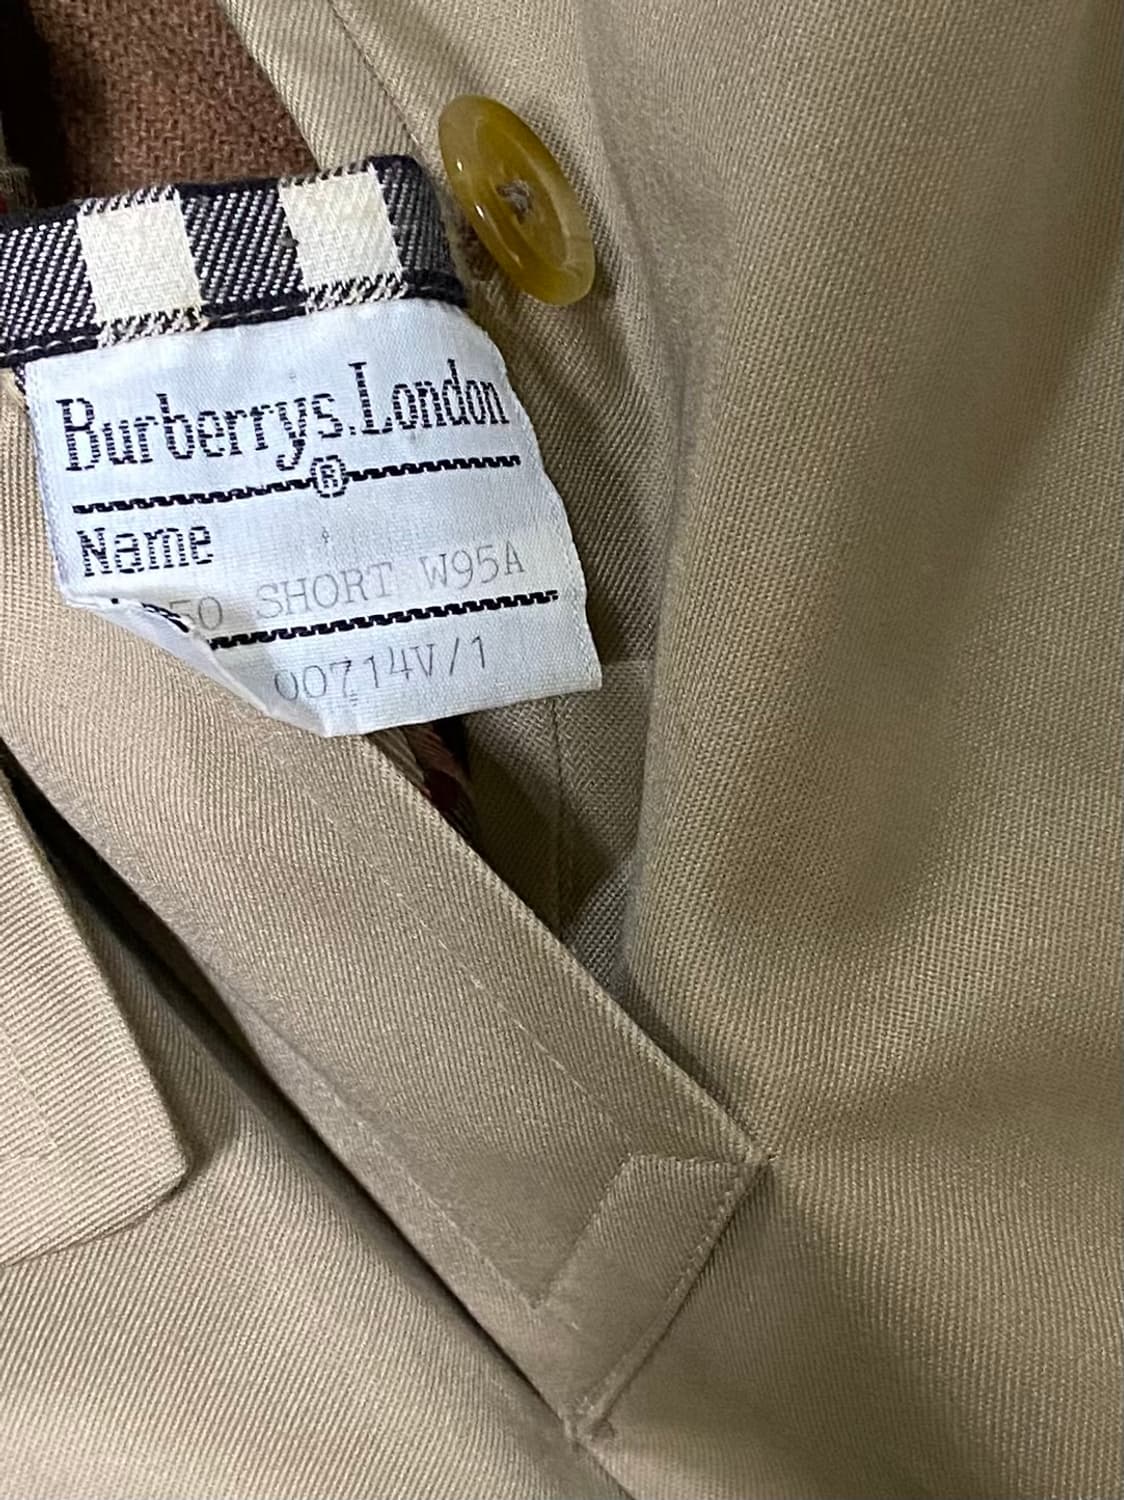 Burberrys.London
®
Name
50 SHORT W95A
00714V/1